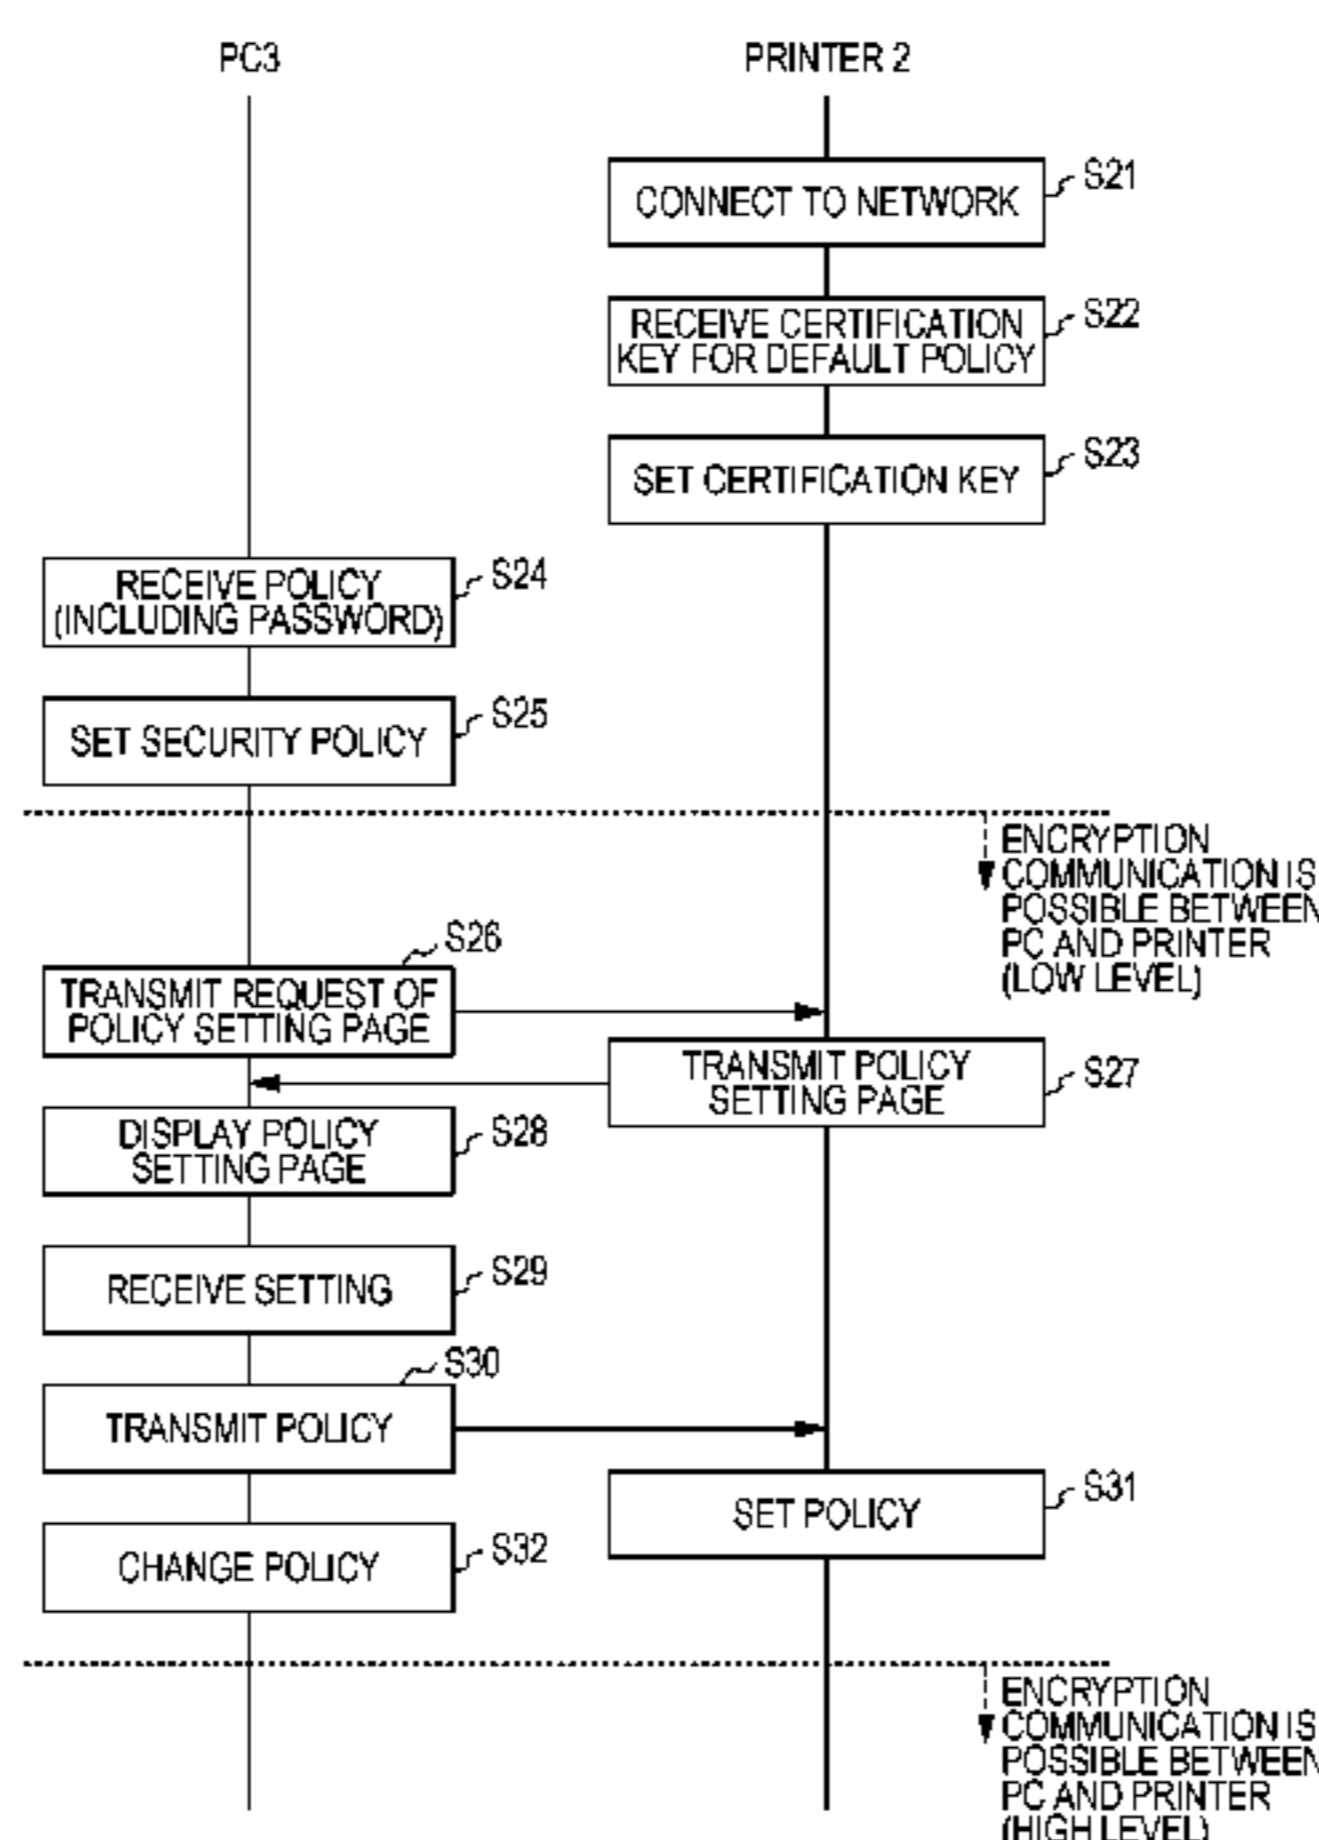 PC3
PRINTER 2
CONNECT TO NETWORK
S21
RECEIVE CERTIFICATION
KEY FOR DEFAULT POLICY
S22
SET CERTIFICATION KEY
S23
RECEIVE POLICY
(INCLUDING PASSWORD)
S24
SET SECURITY POLICY
S25
ENCRYPTION
COMMUNICATION IS
POSSIBLE BETWEEN
PC AND PRINTER
(LOW LEVEL)
S26
TRANSMIT REQUEST OF
POLICY SETTING PAGE
TRANSMIT POLICY
SETTING PAGE
S27
DISPLAY POLICY
SETTING PAGE
S28
RECEIVE SETTING
S29
S30
TRANSMIT POLICY
SET POLICY
S31
CHANGE POLICY
S32
ENCRYPTION
COMMUNICATION IS
POSSIBLE BETWEEN
PC AND PRINTER
(HIGH LEVEL)